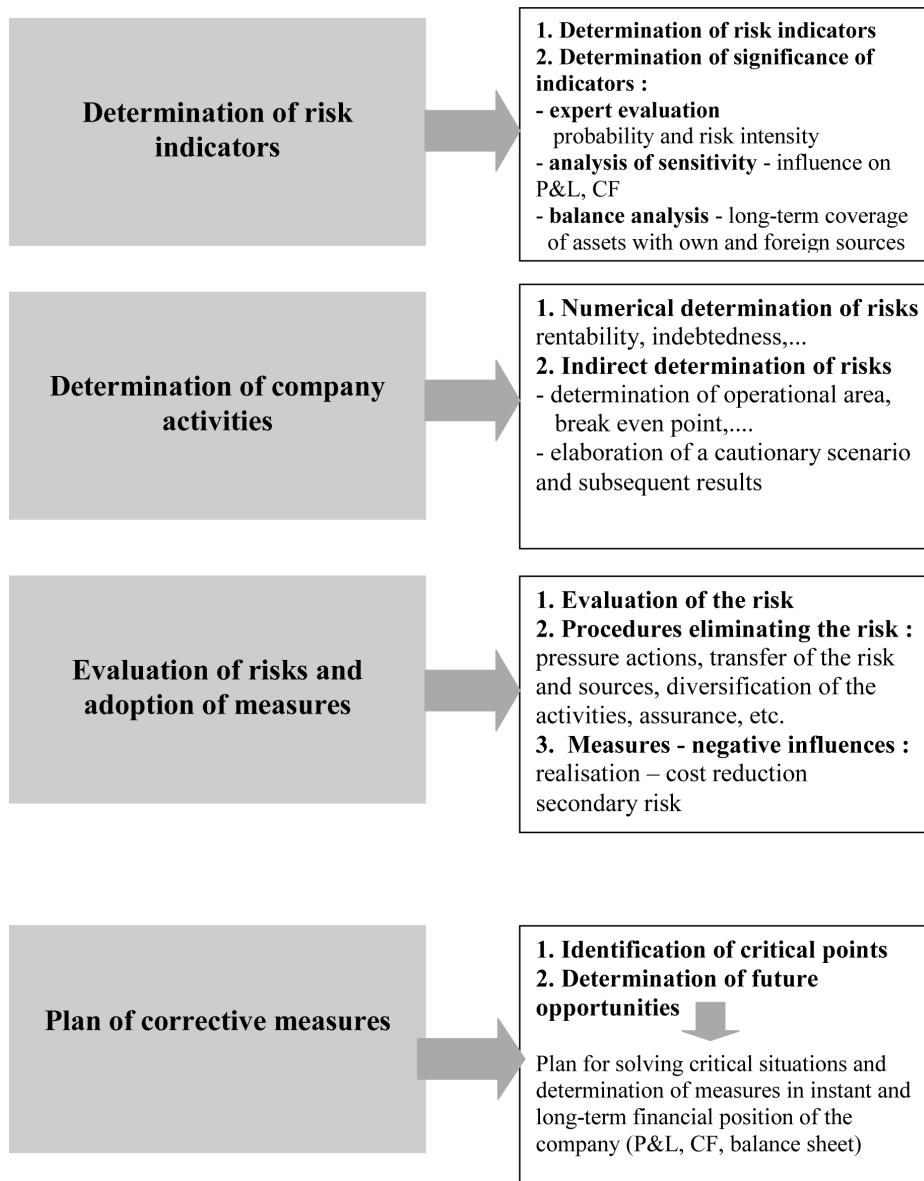 Determination of risk
indicators
1. Determination of risk indicators
2. Determination of significance of
indicators :
- expert evaluation
probability and risk intensity
- analysis of sensitivity - influence on
P&L, CF
- balance analysis - long-term coverage
of assets with own and foreign sources
Determination of company
activities
1. Numerical determination of risks
rentability, indebtedness,...
2. Indirect determination of risks
- determination of operational area,
break even point,....
- elaboration of a cautionary scenario
and subsequent results
Evaluation of risks and
adoption of measures
1. Evaluation of the risk
2. Procedures eliminating the risk :
pressure actions, transfer of the risk
and sources, diversification of the
activities, assurance, etc.
3. Measures - negative influences :
realisation – cost reduction
secondary risk
Plan of corrective measures
1. Identification of critical points
2. Determination of future
opportunities
Plan for solving critical situations and
determination of measures in instant and
long-term financial position of the
company (P&L, CF, balance sheet)